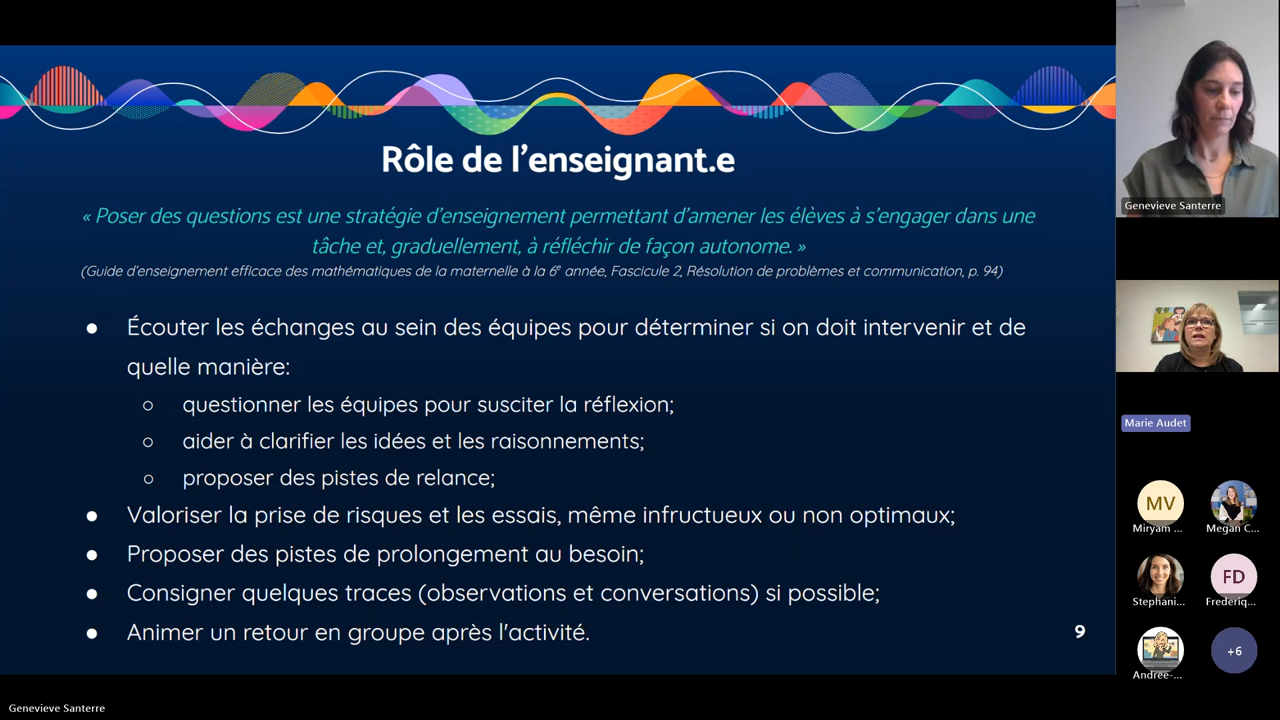 Rôle de l'enseignant.e
« Poser des questions est une stratégie d'enseignement permettant d'amener les élèves à s'engager dans une
tâche et, graduellement, à réfléchir de façon autonome. »
(Guide d'enseignement efficace des mathématiques de la maternelle à la 6e année, Fascicule 2, Résolution de problèmes et communication, p. 94)
● Écouter les échanges au sein des équipes pour déterminer si on doit intervenir et de
quelle manière:
○ questionner les équipes pour susciter la réflexion;
○ aider à clarifier les idées et les raisonnements;
○ proposer des pistes de relance;
● Valoriser la prise de risques et les essais, même infructueux ou non optimaux;
● Proposer des pistes de prolongement au besoin;
● Consigner quelques traces (observations et conversations) si possible;
● Animer un retour en groupe après l'activité.
9
Genevieve Santerre
Marie Audet
MV
Miryam ...
Megan C...
Stephani...
FD
Frederiq...
Andree-...
+6
Genevieve Santerre